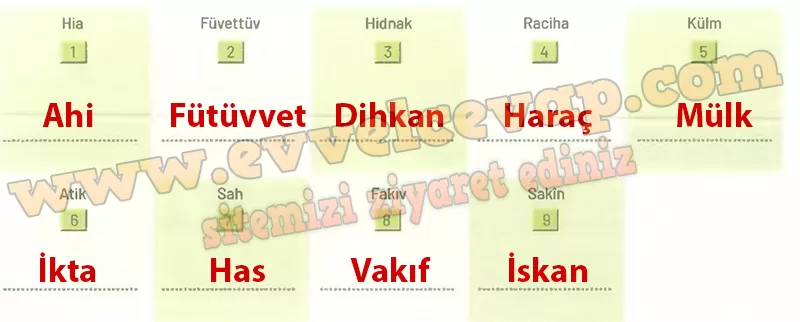 Hia Füvettüv Hidnak Raciha Külm
1 2 3 4 5
Ahi Fütüvvet Dihkan Haraç Mülk
www.evvelcevap.com
sitemizi ziyaret ediniz
Atik Sah Fakıv Sakin
6 7 8 9
İkta Has Vakıf İskan